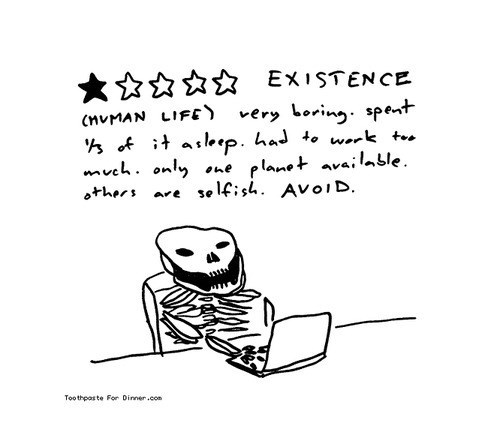 EXISTENCE
(HUMAN LIFE) very boring. spent
1/3 of it asleep. had to work too
much. only one planet available.
others are selfish. AVOID.
Toothpaste For Dinner.com